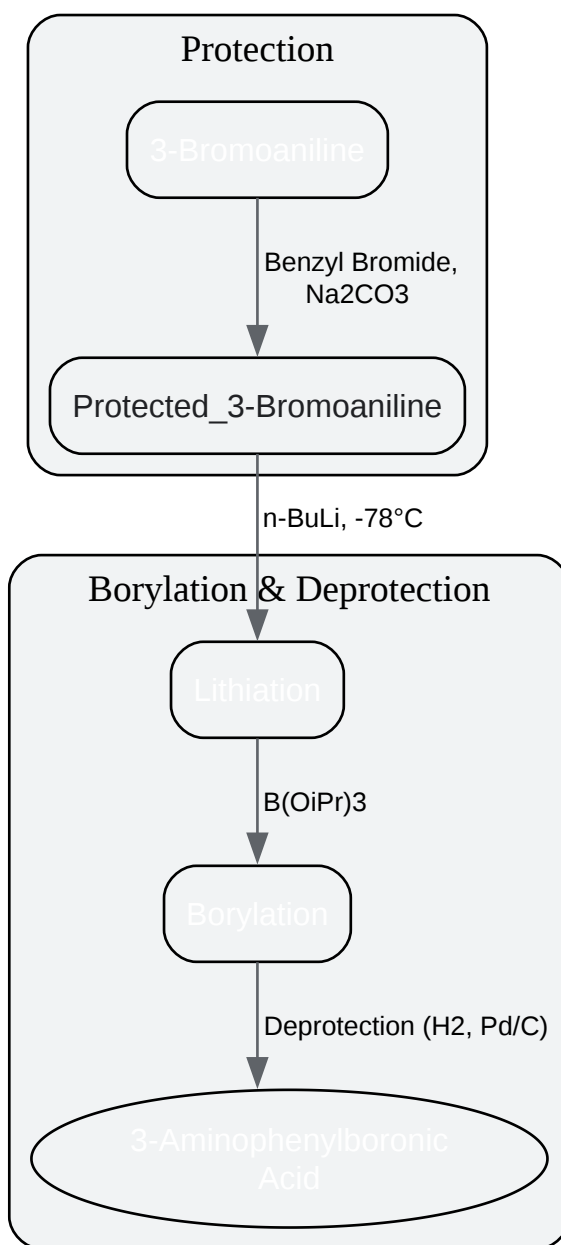 Protection
3-Bromoaniline
Benzyl Bromide,
Na2CO3
Protected_3-Bromoaniline
n-BuLi, -78°C
Borylation & Deprotection
Lithiation
B(OiPr)3
Borylation
Deprotection (H2, Pd/C)
3-Aminophenylboronic
Acid